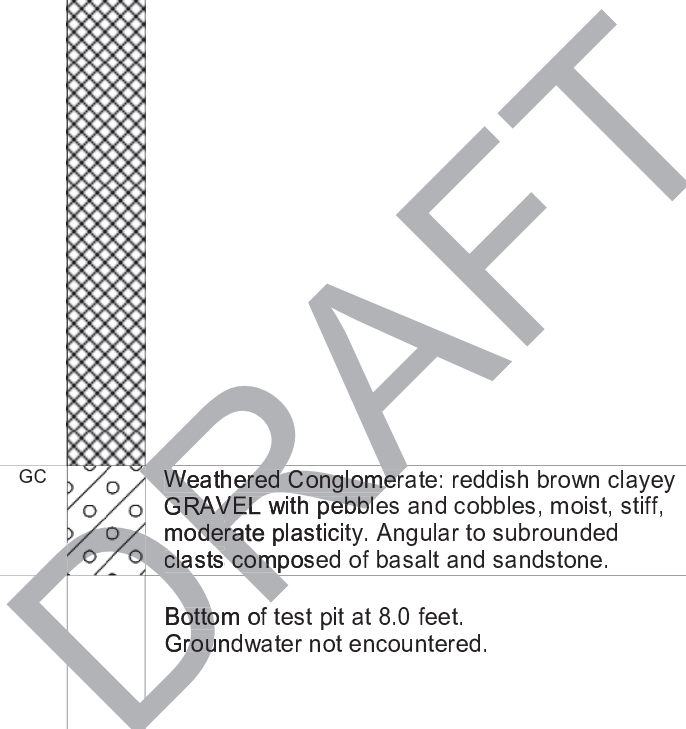 DRAFT
GC
Weathered Conglomerate: reddish brown clayey
GRAVEL with pebbles and cobbles, moist, stiff,
moderate plasticity. Angular to subrounded
clasts composed of basalt and sandstone.
Bottom of test pit at 8.0 feet.
Groundwater not encountered.